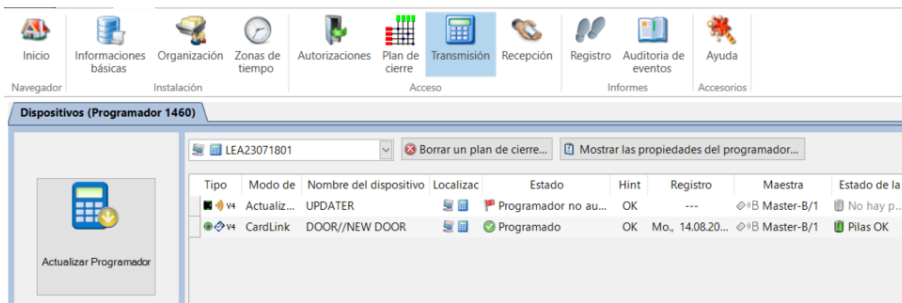 Inicio
Informaciones básicas
Organización
Zonas de tiempo
Autorizaciones
Plan de cierre
Transmisión
Recepción
Registro
Auditoria de eventos
Ayuda
Navegador
Instalación
Acceso
Informes
Accesorios
Dispositivos (Programador 1460)
LEA23071801
Borrar un plan de cierre...
Mostrar las propiedades del programador...
Tipo Modo de Nombre del dispositivo Localizac Estado Hint Registro Maestra Estado de la
V4 Actualiz... UPDATER Programador no au... OK --- B Master-B/1 No hay p...
V4 CardLink DOOR//NEW DOOR Programado OK Mo., 14.08.20... B Master-B/1 Pilas OK
Actualizar Programador